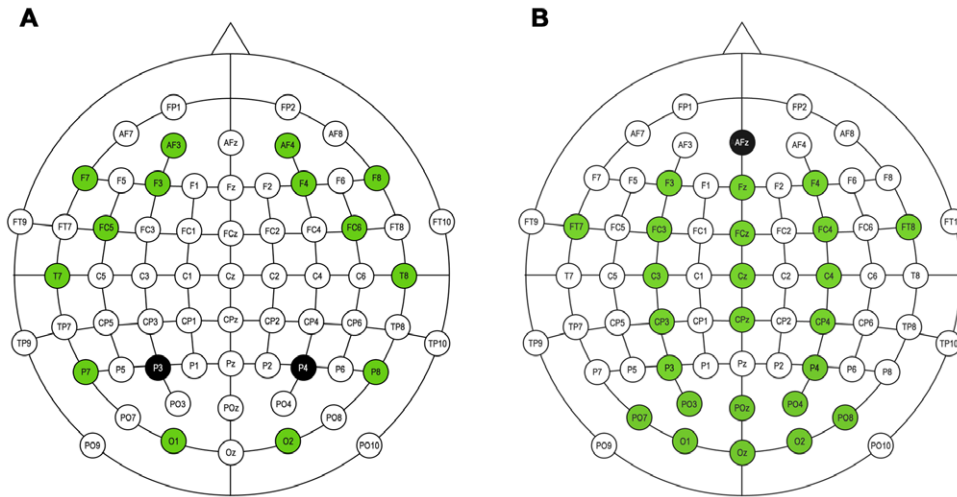 A
FP1 FP2
AF7 AF8
AF3 AFz AF4
F7 F5 F3 F1 Fz F2 F4 F6 F8
FT9 FT7 FC5 FC3 FC1 FCz FC2 FC4 FC6 FT8 FT10
T7 C5 C3 C1 Cz C2 C4 C6 T8
TP9 TP7 CP5 CP3 CP1 CPz CP2 CP4 CP6 TP8 TP10
P7 P5 P3 P1 Pz P2 P4 P6 P8
PO3 POz PO4
PO7 PO8
PO9 O1 Oz O2 PO10
B
FP1 FP2
AF7 AF8
AF3 AFz AF4
F7 F5 F3 F1 Fz F2 F4 F6 F8
FT9 FT7 FC5 FC3 FC1 FCz FC2 FC4 FC6 FT8 FT1
T7 C5 C3 C1 Cz C2 C4 C6 T8
TP9 TP7 CP5 CP3 CP1 CPz CP2 CP4 CP6 TP8 TP10
P7 P5 P3 P1 Pz P2 P4 P6 P8
PO3 POz PO4
PO7 PO8
PO9 O1 Oz O2 PO10